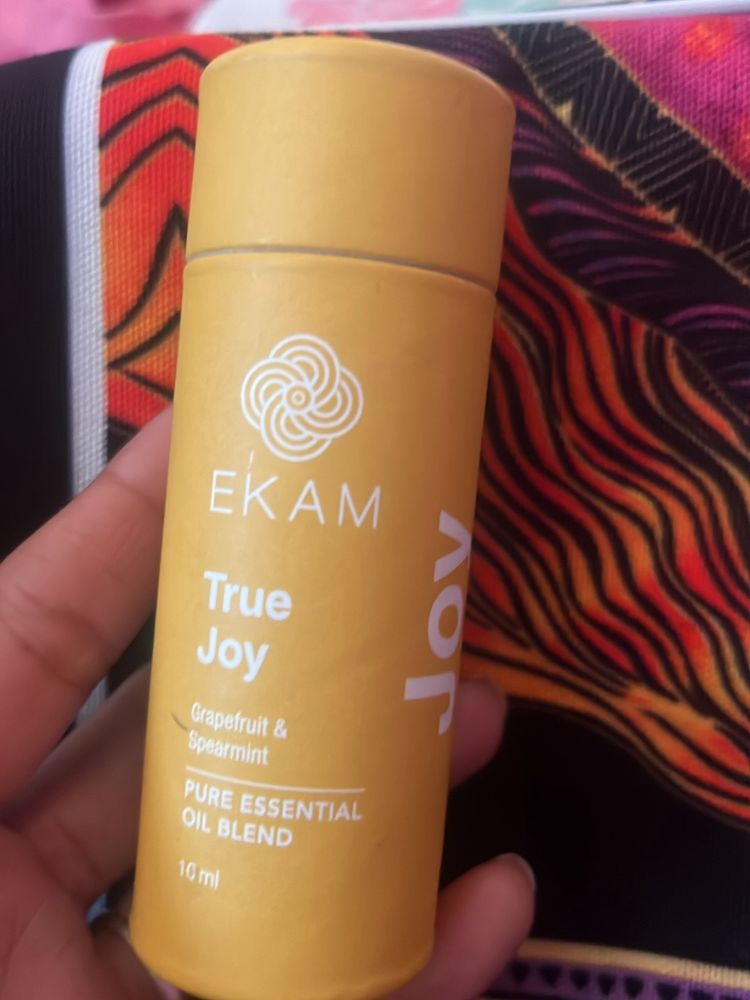 EKAM
True
Joy
Grapefruit &
Spearmint
PURE ESSENTIAL
OIL BLEND
10 ml
Joy